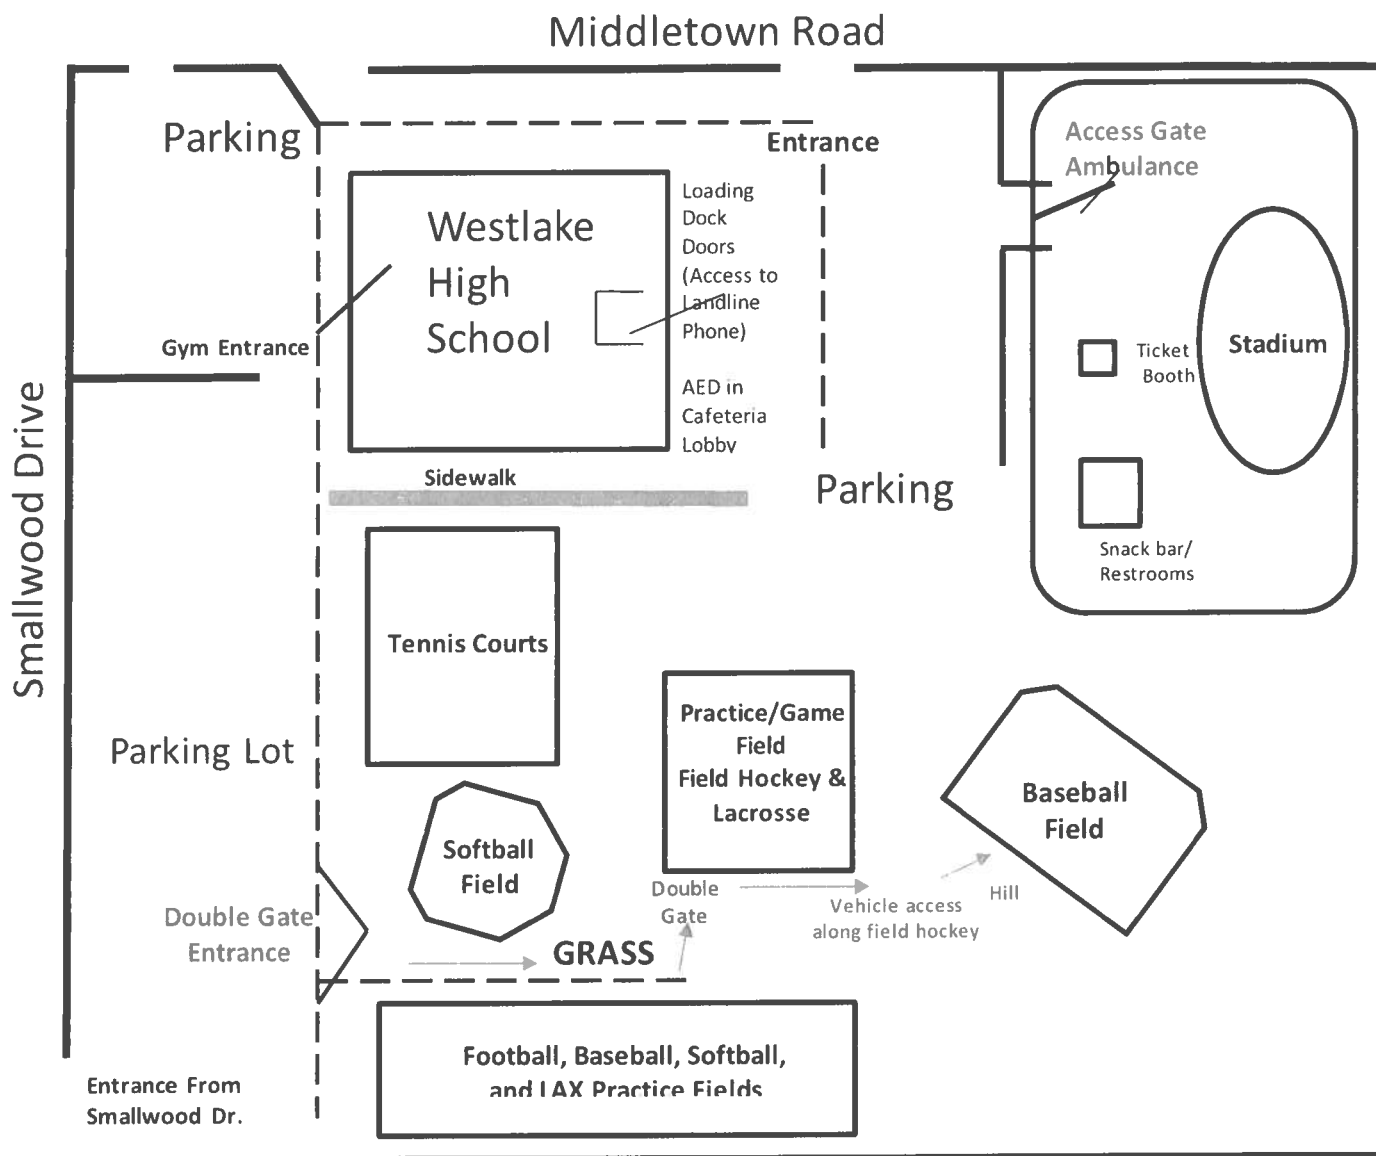 Middletown Road
Parking
Entrance
Access Gate
Ambulance
Westlake
High
School
Loading
Dock
Doors
(Access to
Landline
Phone)
Gym Entrance
AED in
Cafeteria
Lobby
Ticket
Booth
Stadium
Smallwood Drive
Sidewalk
Parking
Snack bar/
Restrooms
Tennis Courts
Parking Lot
Practice/Game
Field
Field Hockey &
Lacrosse
Baseball
Field
Softball
Field
Double
Gate
Vehicle access
along field hockey
Hill
Double Gate
Entrance
GRASS
Football, Baseball, Softball,
and LAX Practice Fields
Entrance From
Smallwood Dr.